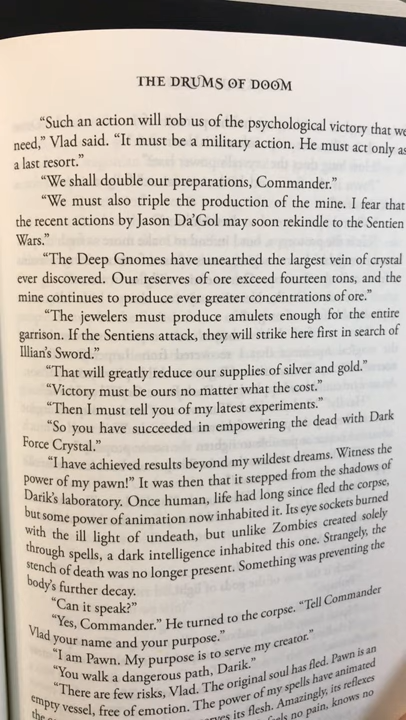 THE DRUMS OF DOOM
“Such an action will rob us of the psychological victory that we
need,” Vlad said. “It must be a military action. He must act only as
a last resort.”
“We shall double our preparations, Commander.”
“We must also triple the production of the mine. I fear that
the recent actions by Jason Da’Gol may soon rekindle to the Sentien
Wars.”
“The Deep Gnomes have unearthed the largest vein of crystal
ever discovered. Our reserves of ore exceed fourteen tons, and the
mine continues to produce ever greater concentrations of ore.”
“The jewelers must produce amulets enough for the entire
garrison. If the Sentiens attack, they will strike here first in search of
Illian’s Sword.”
“That will greatly reduce our supplies of silver and gold.”
“Victory must be ours no matter what the cost.”
“Then I must tell you of my latest experiments.”
“So you have succeeded in empowering the dead with Dark
Force Crystal.”
“I have achieved results beyond my wildest dreams. Witness the
power of my pawn!” It was then that it stepped from the shadows of
Darik’s laboratory. Once human, life had long since fled the corpse,
but some power of animation now inhabited it. Its eye sockets burned
with the ill light of undeath, but unlike Zombies created solely
through spells, a dark intelligence inhabited this one. Strangely, the
stench of death was no longer present. Something was preventing the
body’s further decay.
“Can it speak?”
“Yes, Commander.” He turned to the corpse. “Tell Commander
Vlad your name and your purpose.”
“I am Pawn. My purpose is to serve my creator.”
“You walk a dangerous path, Darik.”
“There are few risks, Vlad. The original soul has fled. Pawn is an
empty vessel, free of emotion. The power of my spells have animated
its flesh. Amazingly, its reflexes
no pain, knows no